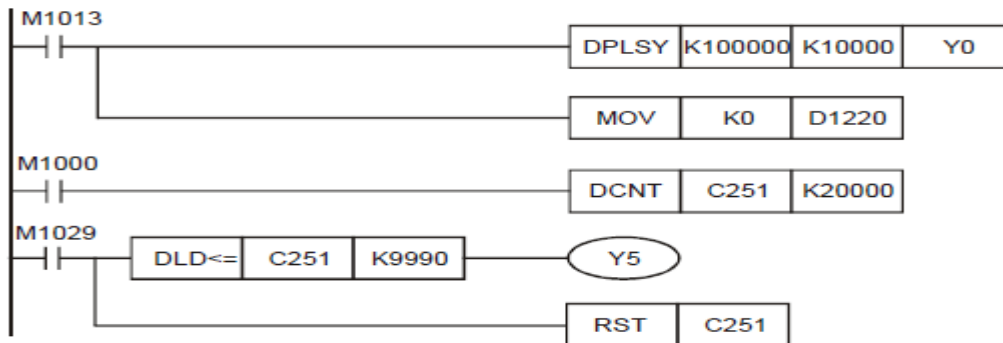 M1013
DPLSY K100000 K10000 Y0
MOV K0 D1220
M1000
DCNT C251 K20000
M1029
DLD<= C251 K9990 Y5
RST C251